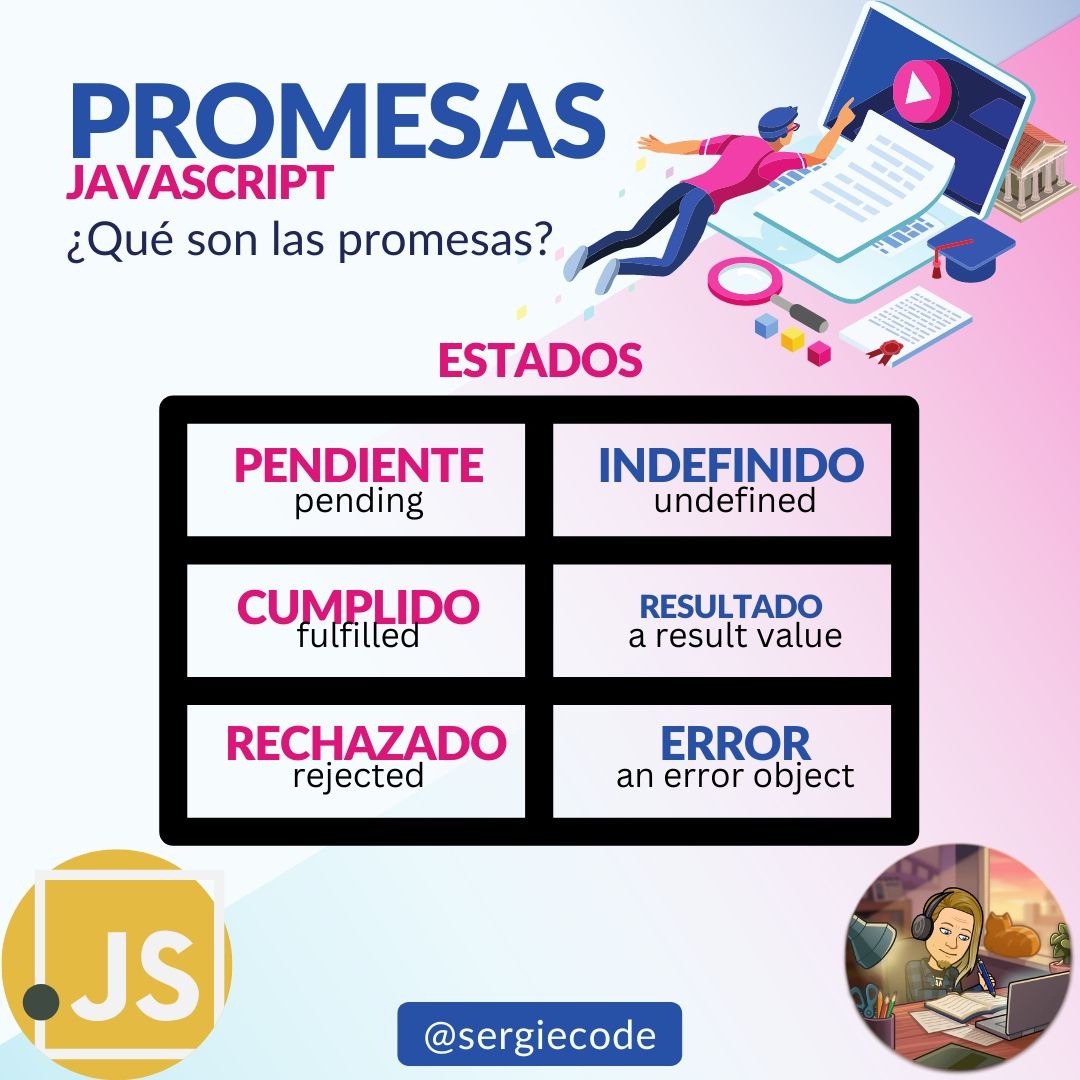 PROMESAS
JAVASCRIPT
¿Qué son las promesas?
ESTADOS
PENDIENTE
pending
INDEFINIDO
undefined
CUMPLIDO
fulfilled
RESULTADO
a result value
RECHAZADO
rejected
ERROR
an error object
.JS
@sergiecode